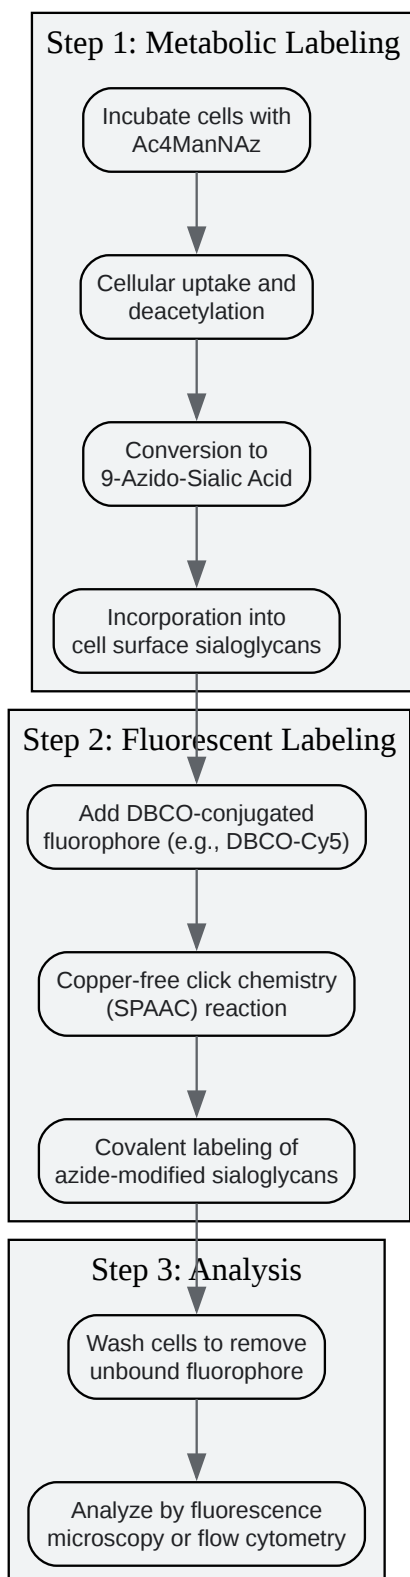 Step 1: Metabolic Labeling
Incubate cells with
Ac4ManNAz
Cellular uptake and
deacetylation
Conversion to
9-Azido-Sialic Acid
Incorporation into
cell surface sialoglycans
Step 2: Fluorescent Labeling
Add DBCO-conjugated
fluorophore (e.g., DBCO-Cy5)
Copper-free click chemistry
(SPAAC) reaction
Covalent labeling of
azide-modified sialoglycans
Step 3: Analysis
Wash cells to remove
unbound fluorophore
Analyze by fluorescence
microscopy or flow cytometry